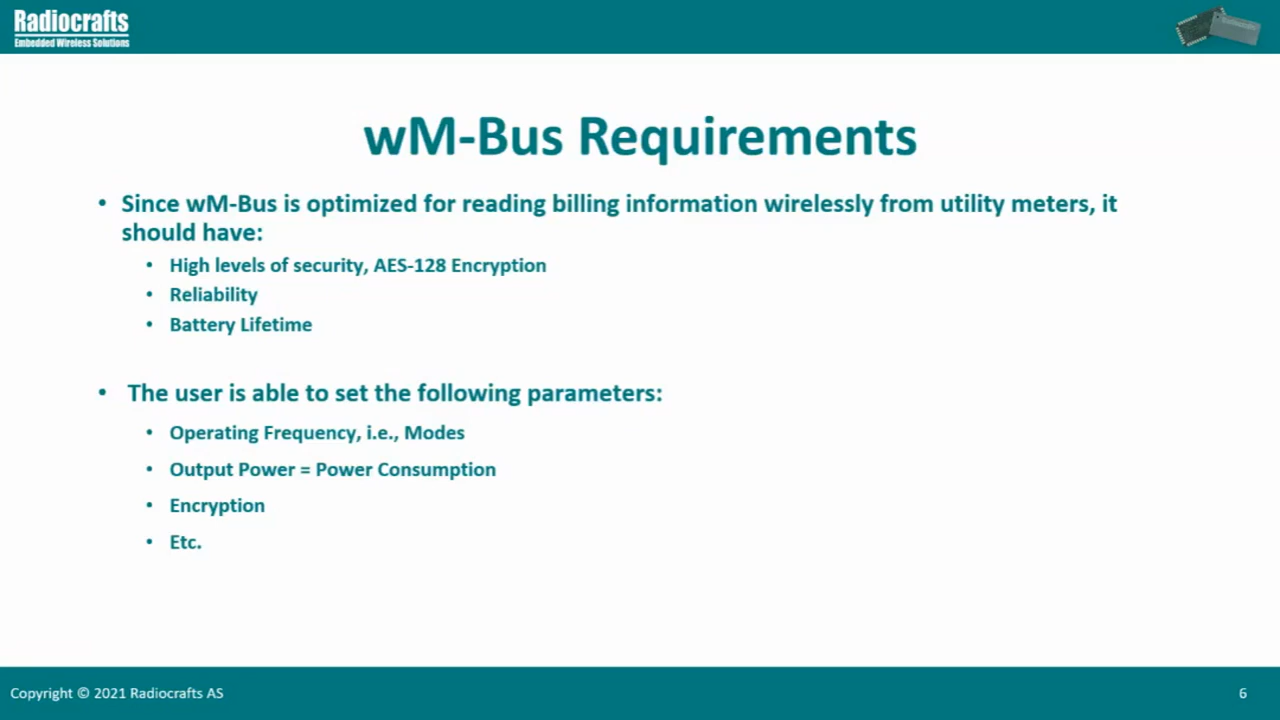 Radiocrafts
Embedded Wireless Solutions
wM-Bus Requirements
• Since wM-Bus is optimized for reading billing information wirelessly from utility meters, it
should have:
• High levels of security, AES-128 Encryption
• Reliability
• Battery Lifetime
• The user is able to set the following parameters:
• Operating Frequency, i.e., Modes
• Output Power = Power Consumption
• Encryption
• Etc.
Copyright © 2021 Radiocrafts AS
6